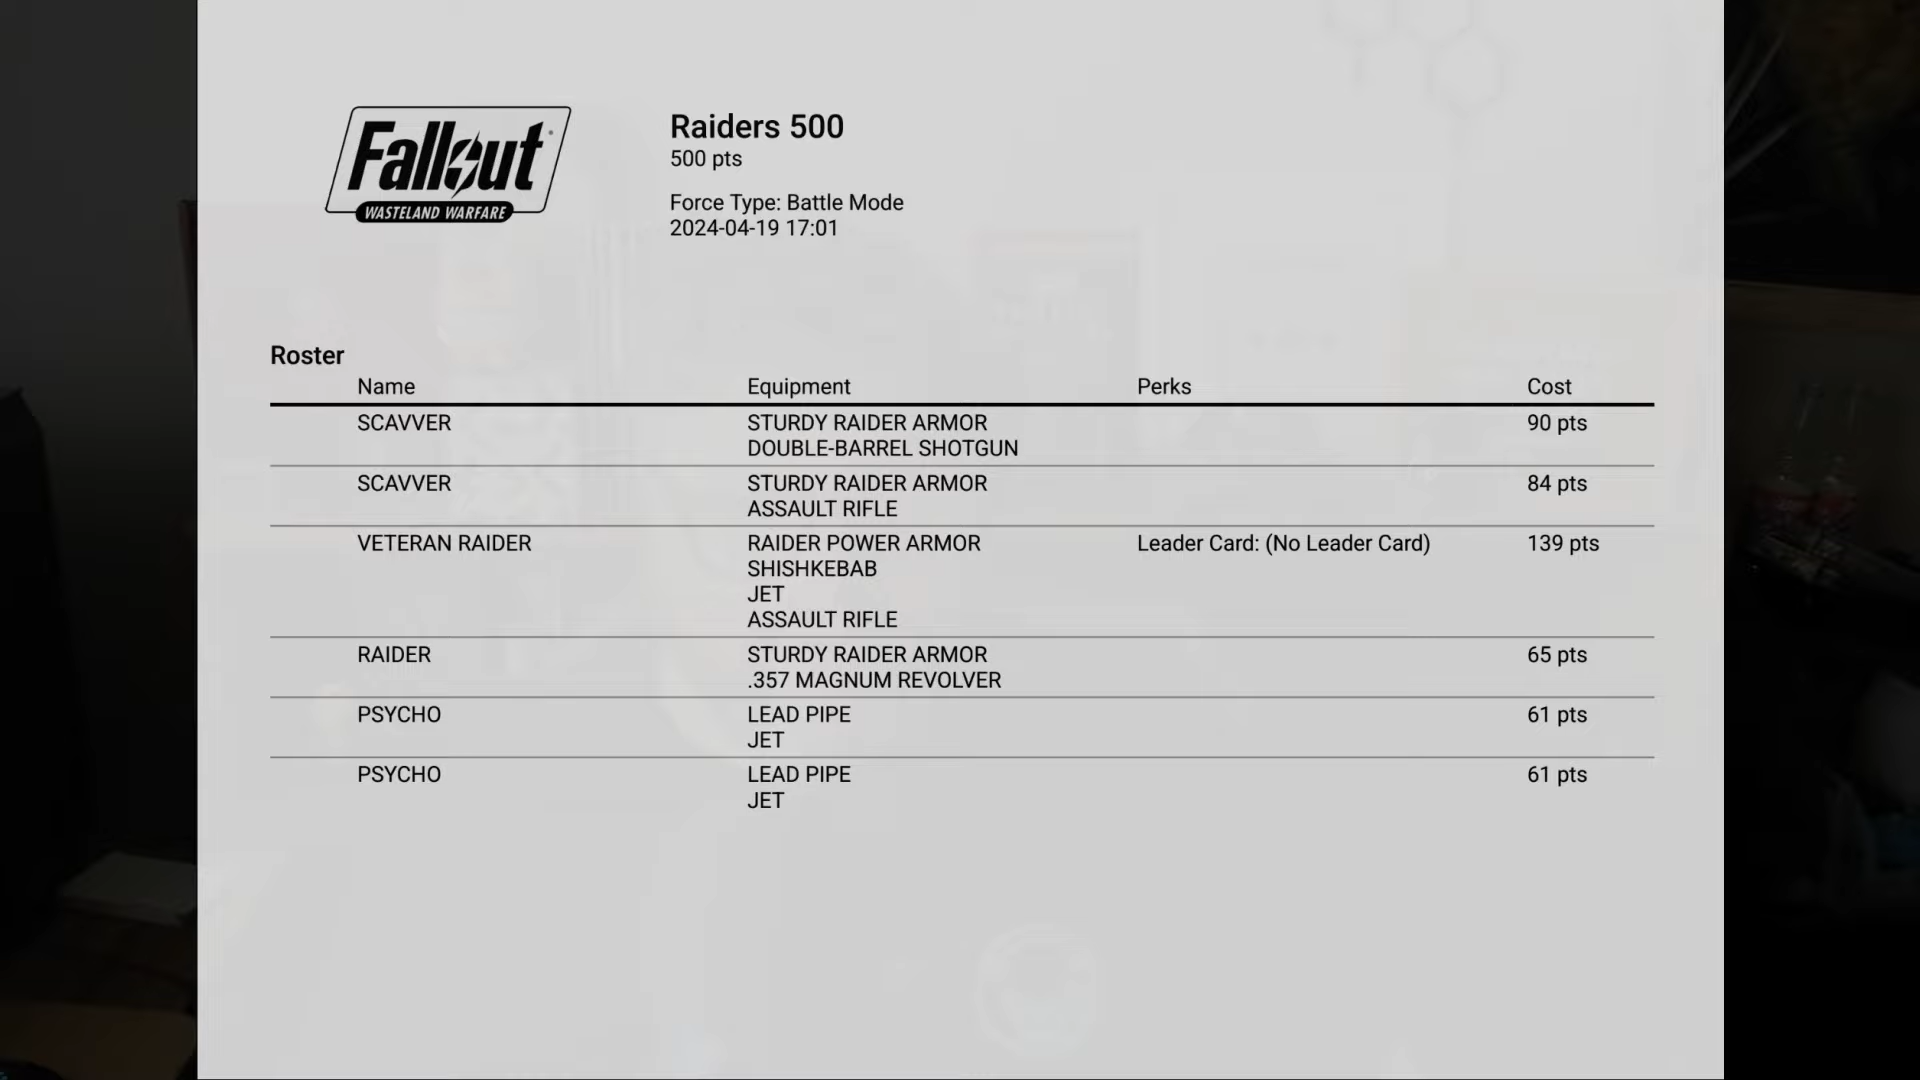 Fallout
WASTELAND WARFARE
Raiders 500
500 pts
Force Type: Battle Mode
2024-04-19 17:01
Roster
Name Equipment Perks Cost
SCAVVER STURDY RAIDER ARMOR 90 pts
DOUBLE-BARREL SHOTGUN
SCAVVER STURDY RAIDER ARMOR 84 pts
ASSAULT RIFLE
VETERAN RAIDER RAIDER POWER ARMOR Leader Card: (No Leader Card) 139 pts
SHISHKEBAB
JET
ASSAULT RIFLE
RAIDER STURDY RAIDER ARMOR 65 pts
.357 MAGNUM REVOLVER
PSYCHO LEAD PIPE 61 pts
JET
PSYCHO LEAD PIPE 61 pts
JET